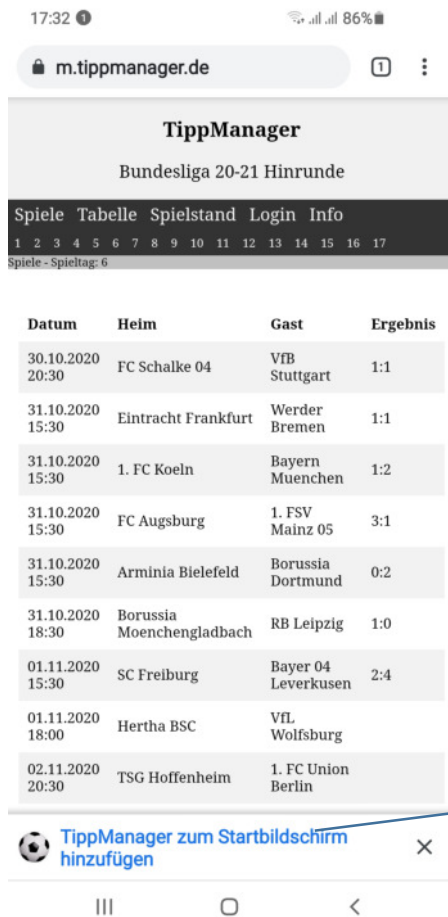 17:32 1 86%
m.tippmanager.de 1
TippManager
Bundesliga 20-21 Hinrunde
Spiele Tabelle Spielstand Login Info
1 2 3 4 5 6 7 8 9 10 11 12 13 14 15 16 17
Spiele - Spieltag: 6
Datum Heim Gast Ergebnis
30.10.2020 VfB
20:30 FC Schalke 04 Stuttgart 1:1
31.10.2020 Werder
15:30 Eintracht Frankfurt Bremen 1:1
31.10.2020 Bayern
15:30 1. FC Koeln Muenchen 1:2
31.10.2020 1. FSV
15:30 FC Augsburg Mainz 05 3:1
31.10.2020 Borussia
15:30 Arminia Bielefeld Dortmund 0:2
31.10.2020 Borussia
18:30 Moenchengladbach RB Leipzig 1:0
01.11.2020 Bayer 04
15:30 SC Freiburg Leverkusen 2:4
01.11.2020 VfL
18:00 Hertha BSC Wolfsburg
02.11.2020 1. FC Union
20:30 TSG Hoffenheim Berlin
TippManager zum Startbildschirm
hinzufügen